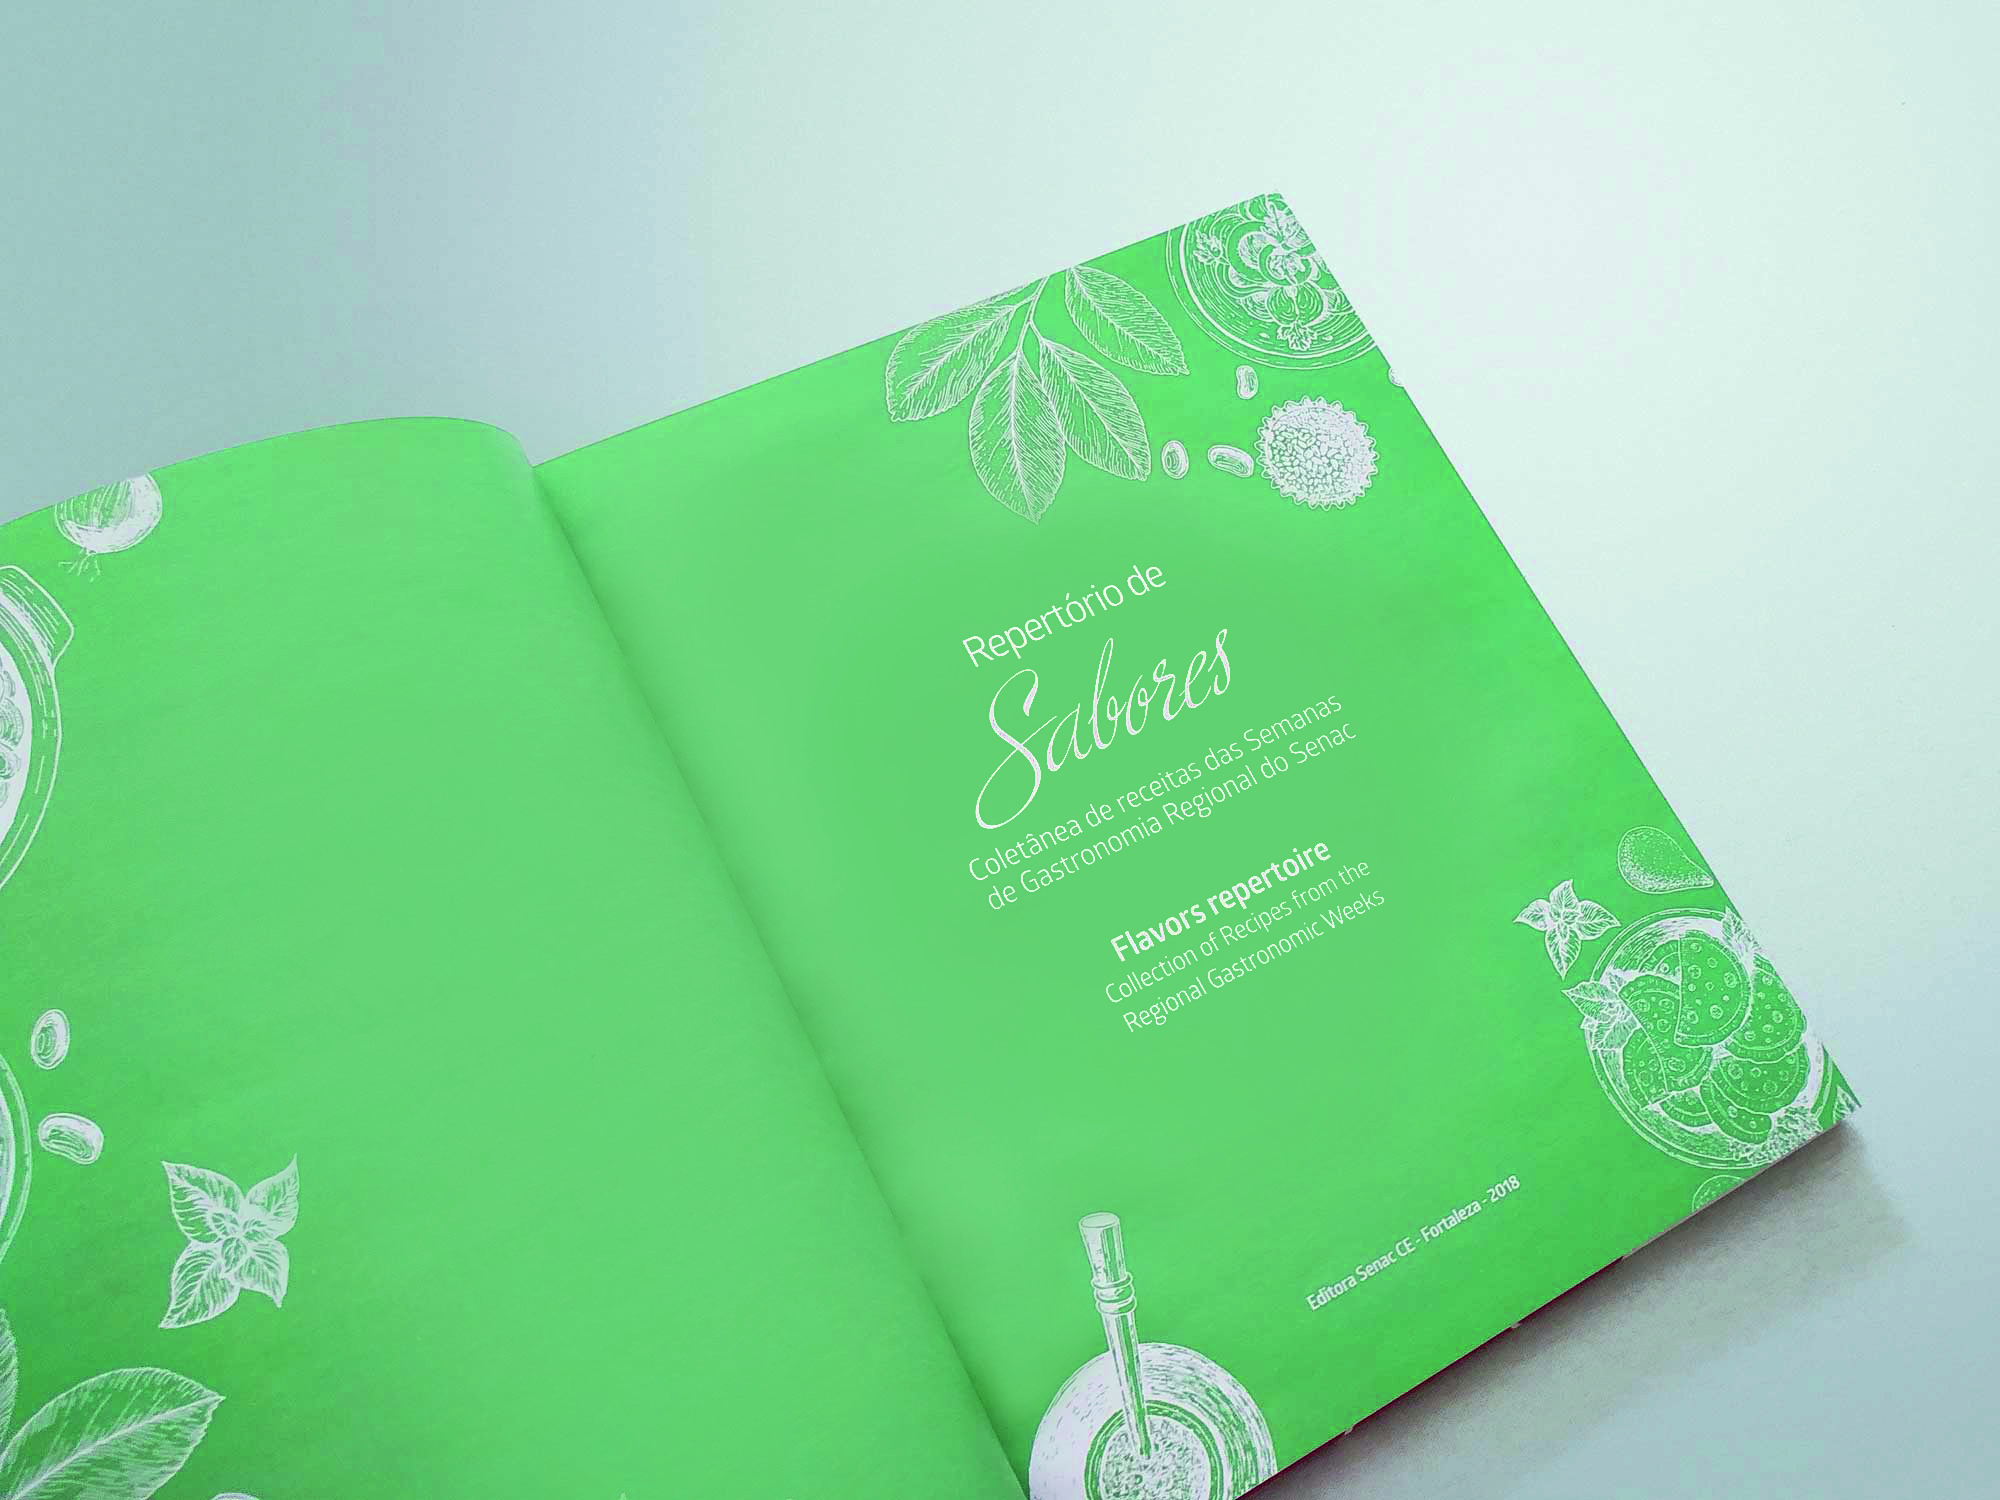 Repertório de
Sabores
Coletânea de receitas das Semanas
de Gastronomia Regional do Senac
Flavors repertoire
Collection of Recipes from the
Regional Gastronomic Weeks
Editora Senac CE - Fortaleza - 2018